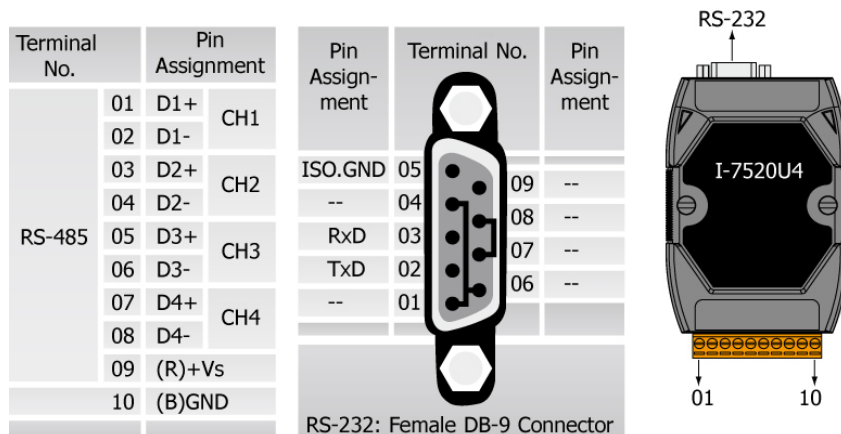 Terminal No.
Pin Assignment
RS-485
01 D1+ CH1
02 D1-
03 D2+ CH2
04 D2-
05 D3+ CH3
06 D3-
07 D4+ CH4
08 D4-
09 (R)+Vs
10 (B)GND
Pin Assign-
ment
Terminal No.
Pin Assign-
ment
ISO.GND 05
-- 04
RxD 03
TxD 02
-- 01
09 --
08 --
07 --
06 --
RS-232: Female DB-9 Connector
RS-232
I-7520U4
01 10